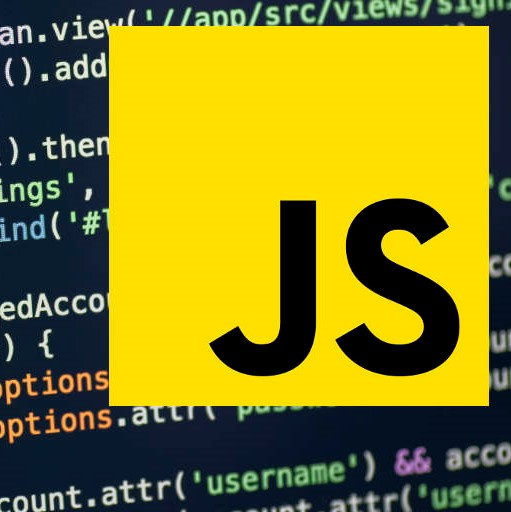 an.view('//app/src/views/sign
().add
).then
ings',
ind('#
JS
edAccou
) {
options
options.attr(
count.attr('username') && acco
count.attr('usern